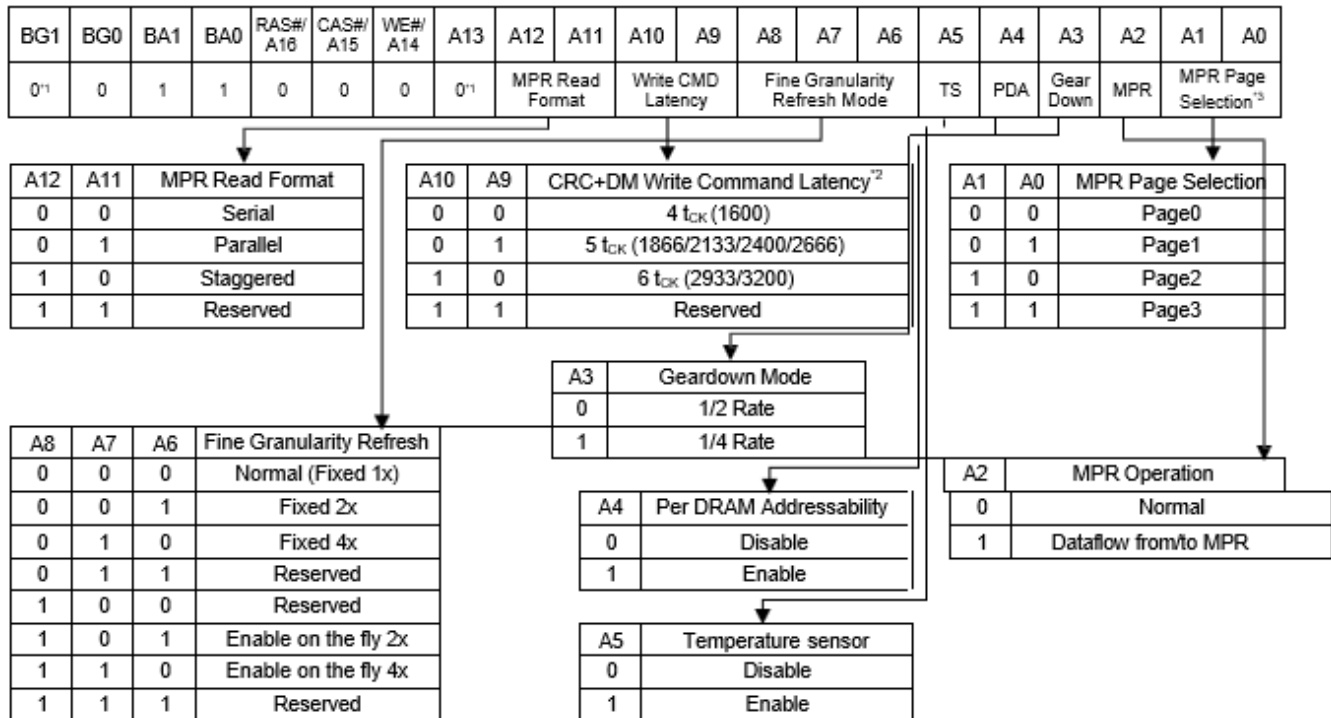 BG1 BG0 BA1 BA0 RAS#/A16 CAS#/A15 WE#/A14 A13 A12 A11 A10 A9 A8 A7 A6 A5 A4 A3 A2 A1 A0
0*1 0 1 1 0 0 0 0*1 MPR Read Format Write CMD Latency Fine Granularity Refresh Mode TS PDA Gear Down MPR MPR Page Selection*3
A12 A11 MPR Read Format
0 0 Serial
0 1 Parallel
1 0 Staggered
1 1 Reserved
A10 A9 CRC+DM Write Command Latency*2
0 0 4 tCK (1600)
0 1 5 tCK (1866/2133/2400/2666)
1 0 6 tCK (2933/3200)
1 1 Reserved
A1 A0 MPR Page Selection
0 0 Page0
0 1 Page1
1 0 Page2
1 1 Page3
A3 Geardown Mode
0 1/2 Rate
1 1/4 Rate
A8 A7 A6 Fine Granularity Refresh
0 0 0 Normal (Fixed 1x)
0 0 1 Fixed 2x
0 1 0 Fixed 4x
0 1 1 Reserved
1 0 0 Reserved
1 0 1 Enable on the fly 2x
1 1 0 Enable on the fly 4x
1 1 1 Reserved
A4 Per DRAM Addressability
0 Disable
1 Enable
A2 MPR Operation
0 Normal
1 Dataflow from/to MPR
A5 Temperature sensor
0 Disable
1 Enable